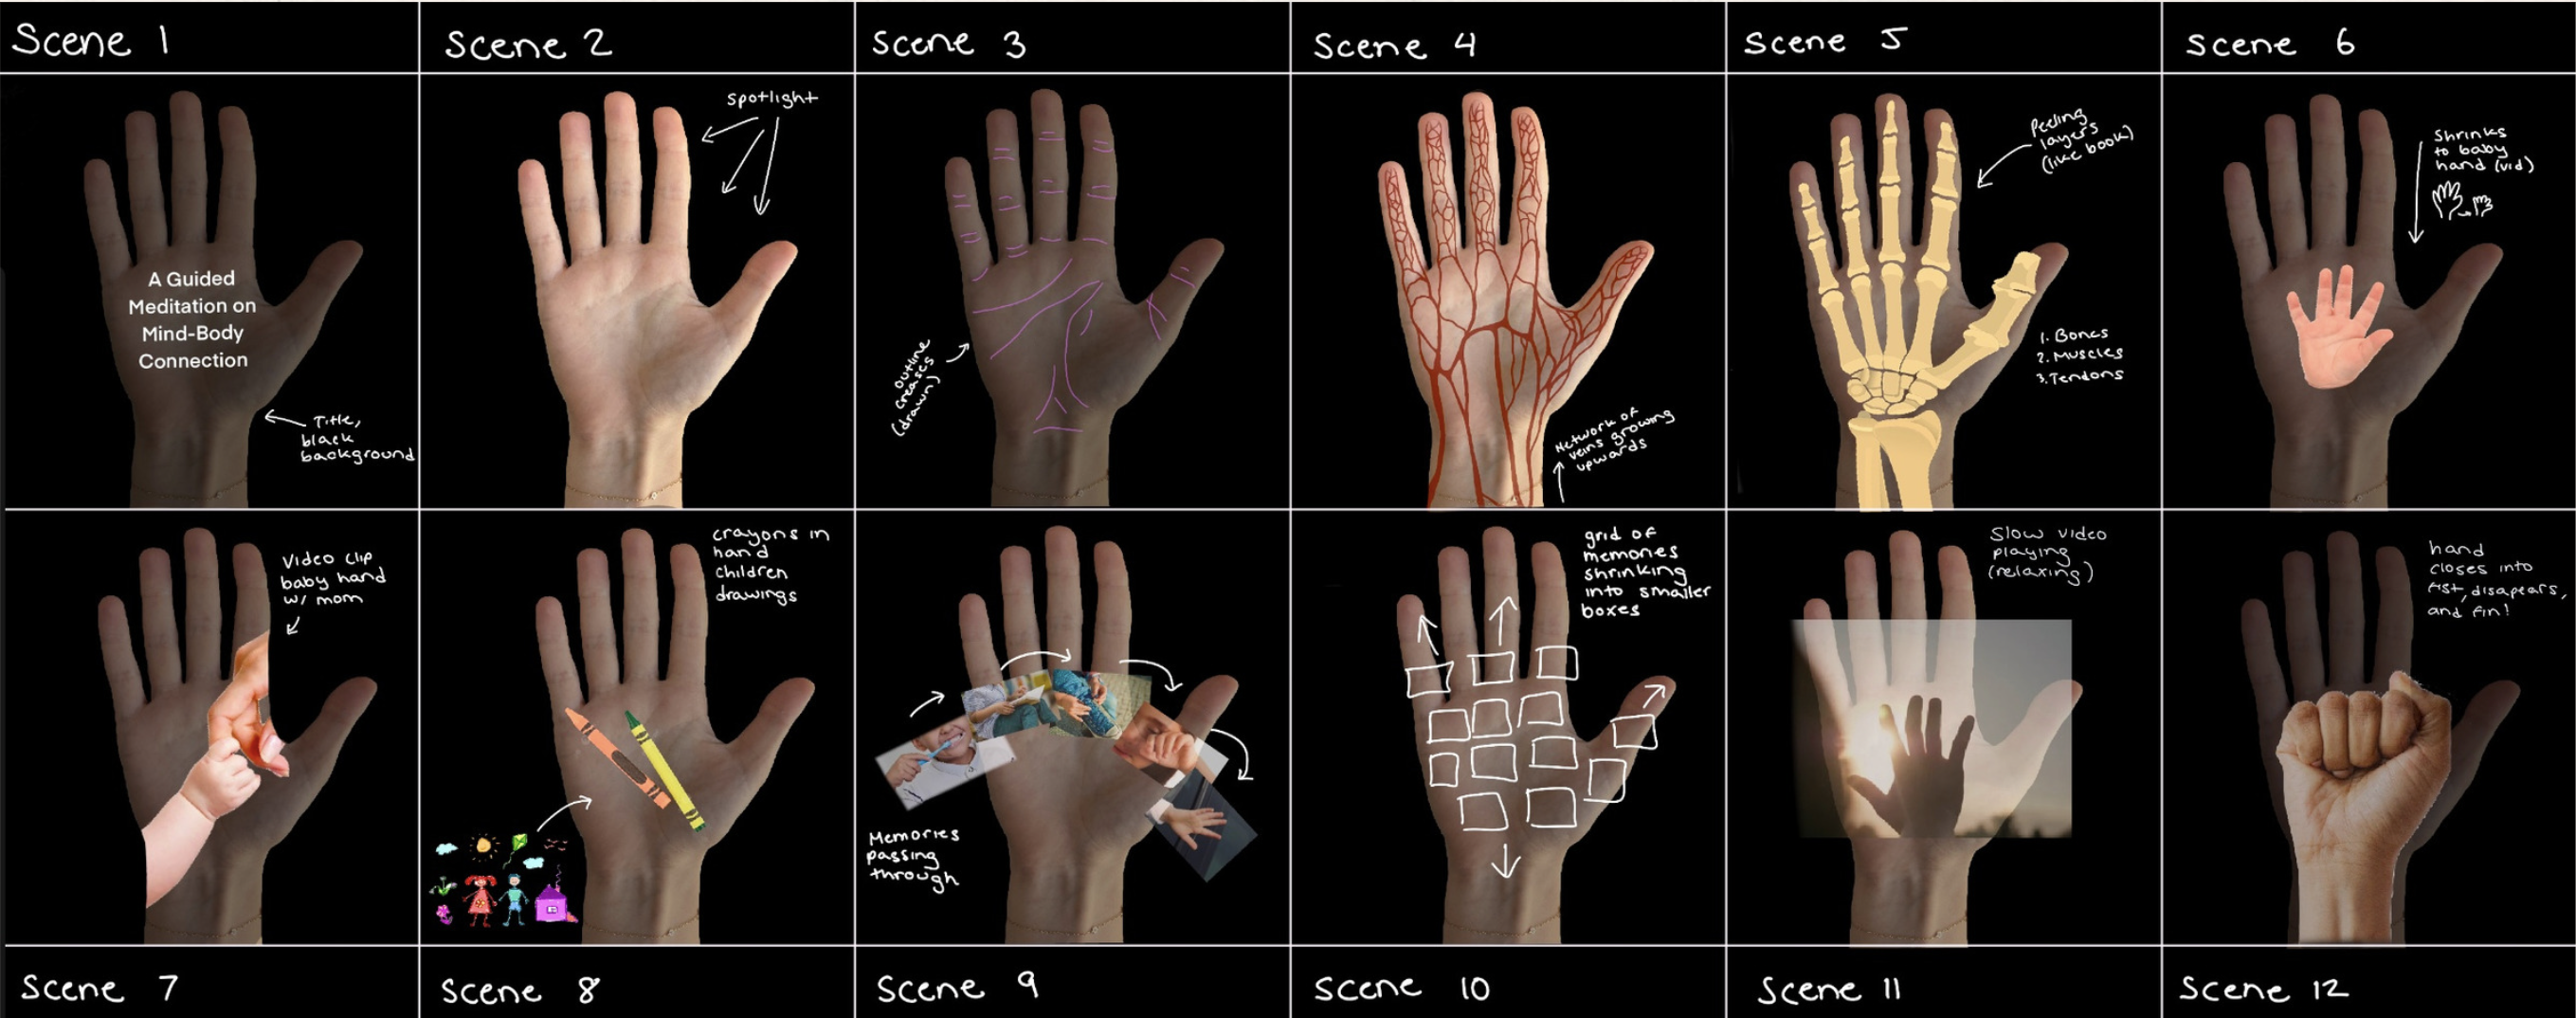 Scene 1
Scene 2
Scene 3
Scene 4
Scene 5
Scene 6
A Guided
Meditation on
Mind-Body
Connection
Title,
black
background
spotlight
outline
creases
(drawn)
Network of
veins growing
upwards
Peeling
layers
(like book)
1. Bones
2. Muscles
3. Tendons
Shrinks
to baby
hand (vid)
Video clip
baby hand
w/ mom
crayons in
hand
children
drawings
Memories
passing
through
grid of
memories
shrinking
into smaller
boxes
Slow video
playing
(relaxing)
hand
closes into
fist, disapears,
and fin!
Scene 7
Scene 8
Scene 9
Scene 10
Scene 11
Scene 12